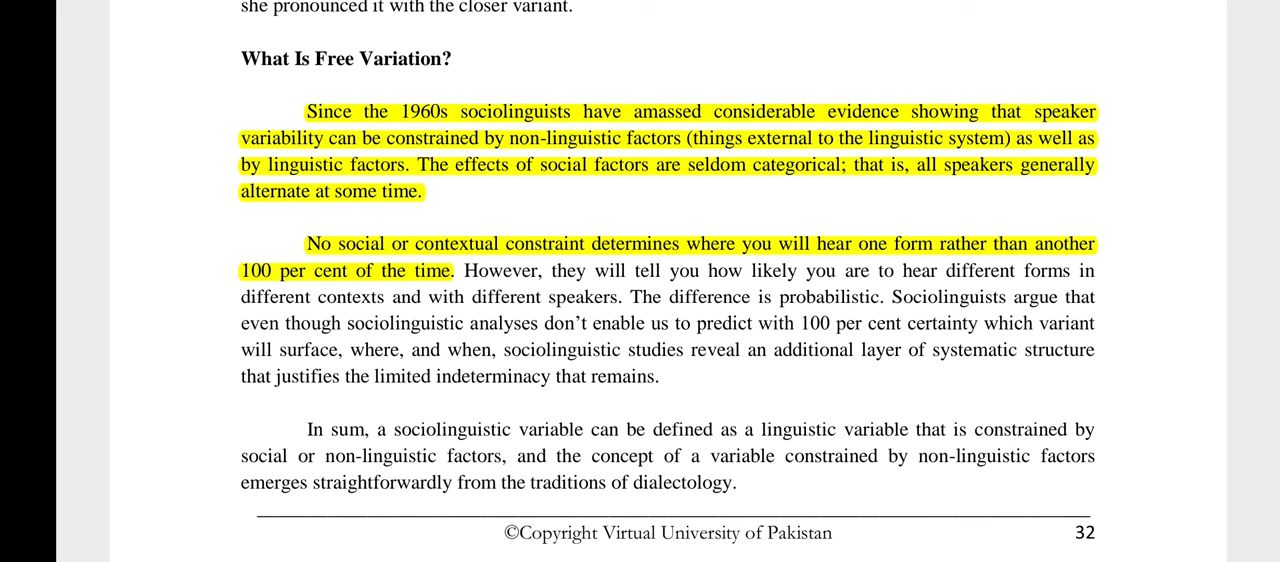 she pronounced it with the closer variant.
What Is Free Variation?
Since the 1960s sociolinguists have amassed considerable evidence showing that speaker
variability can be constrained by non-linguistic factors (things external to the linguistic system) as well as
by linguistic factors. The effects of social factors are seldom categorical; that is, all speakers generally
alternate at some time.
No social or contextual constraint determines where you will hear one form rather than another
100 per cent of the time. However, they will tell you how likely you are to hear different forms in
different contexts and with different speakers. The difference is probabilistic. Sociolinguists argue that
even though sociolinguistic analyses don’t enable us to predict with 100 per cent certainty which variant
will surface, where, and when, sociolinguistic studies reveal an additional layer of systematic structure
that justifies the limited indeterminacy that remains.
In sum, a sociolinguistic variable can be defined as a linguistic variable that is constrained by
social or non-linguistic factors, and the concept of a variable constrained by non-linguistic factors
emerges straightforwardly from the traditions of dialectology.
©Copyright Virtual University of Pakistan 32